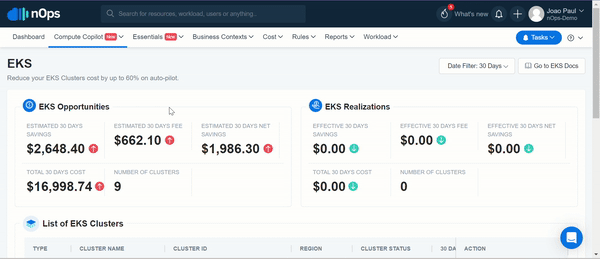 nOps
Search for resources, workload, users or anything..
5
What's new
Joao Paul
nOps-Demo
Dashboard
Compute Copilot New
Essentials New
Business Contexts
Cost
Rules
Reports
Workload
Tasks
EKS
Reduce your EKS Clusters cost by up to 60% on auto-pilot.
Date Filter: 30 Days
Go to EKS Docs
EKS Opportunities
ESTIMATED 30 DAYS
SAVINGS
$2,648.40
ESTIMATED 30 DAYS FEE
$662.10
ESTIMATED 30 DAYS NET
SAVINGS
$1,986.30
TOTAL 30 DAYS COST
$16,998.74
NUMBER OF CLUSTERS
9
EKS Realizations
EFFECTIVE 30 DAYS
SAVINGS
$0.00
EFFECTIVE 30 DAYS FEE
$0.00
EFFECTIVE 30 DAYS NET
SAVINGS
$0.00
TOTAL 30 DAYS COST
$0.00
NUMBER OF CLUSTERS
0
List of EKS Clusters
TYPE
CLUSTER NAME
CLUSTER ID
REGION
CLUSTER STATUS
30 DA
ACTION